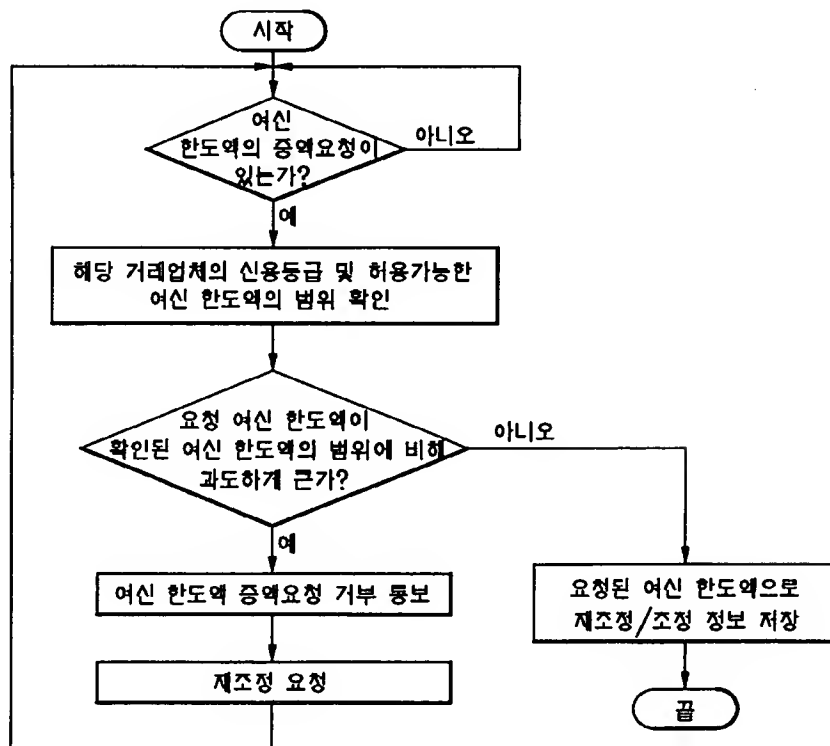 시작
여신
한도액의 증액요청이
있는가?
아니오
예
해당 거래업체의 신용등급 및 허용가능한
여신 한도액의 범위 확인
요청 여신 한도액이
확인된 여신 한도액의 범위에 비해
과도하게 큰가?
아니오
예
여신 한도액 증액요청 거부 통보
재조정 요청
요청된 여신 한도액으로
재조정/조정 정보 저장
끝